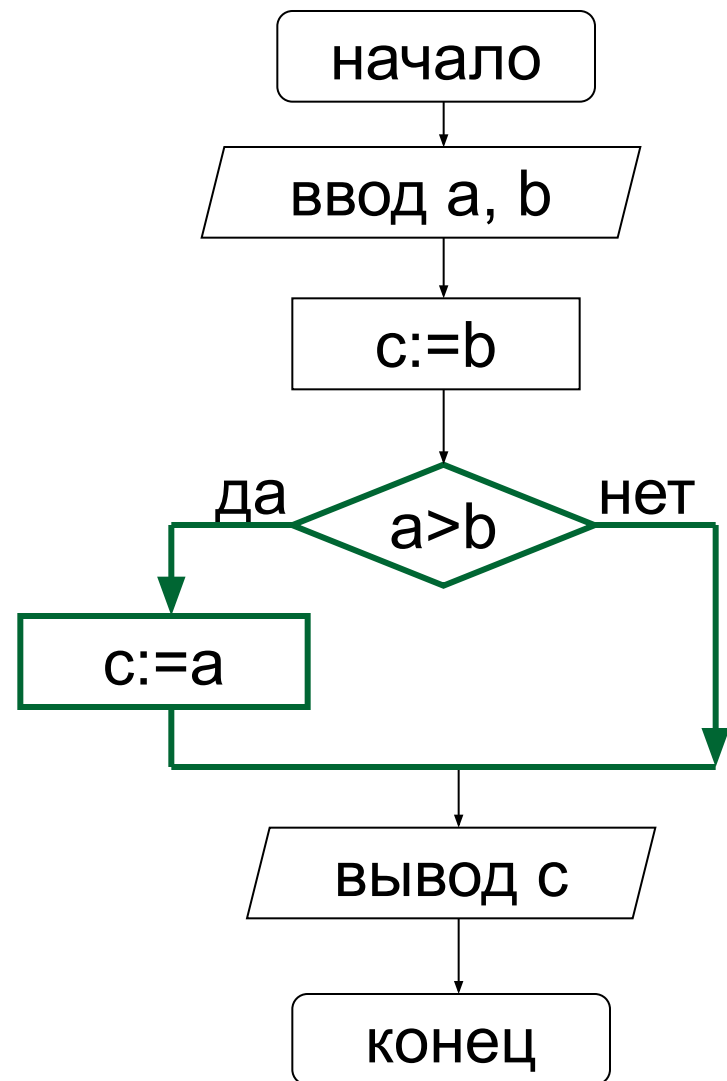 начало
ввод a, b
c:=b
a>b
да
нет
c:=a
вывод c
конец